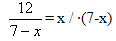 12/(7 − x) = x / ·(7-x)